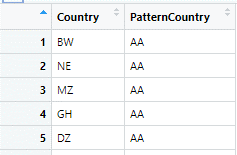 Country PatternCountry
1 BW AA
2 NE AA
3 MZ AA
4 GH AA
5 DZ AA